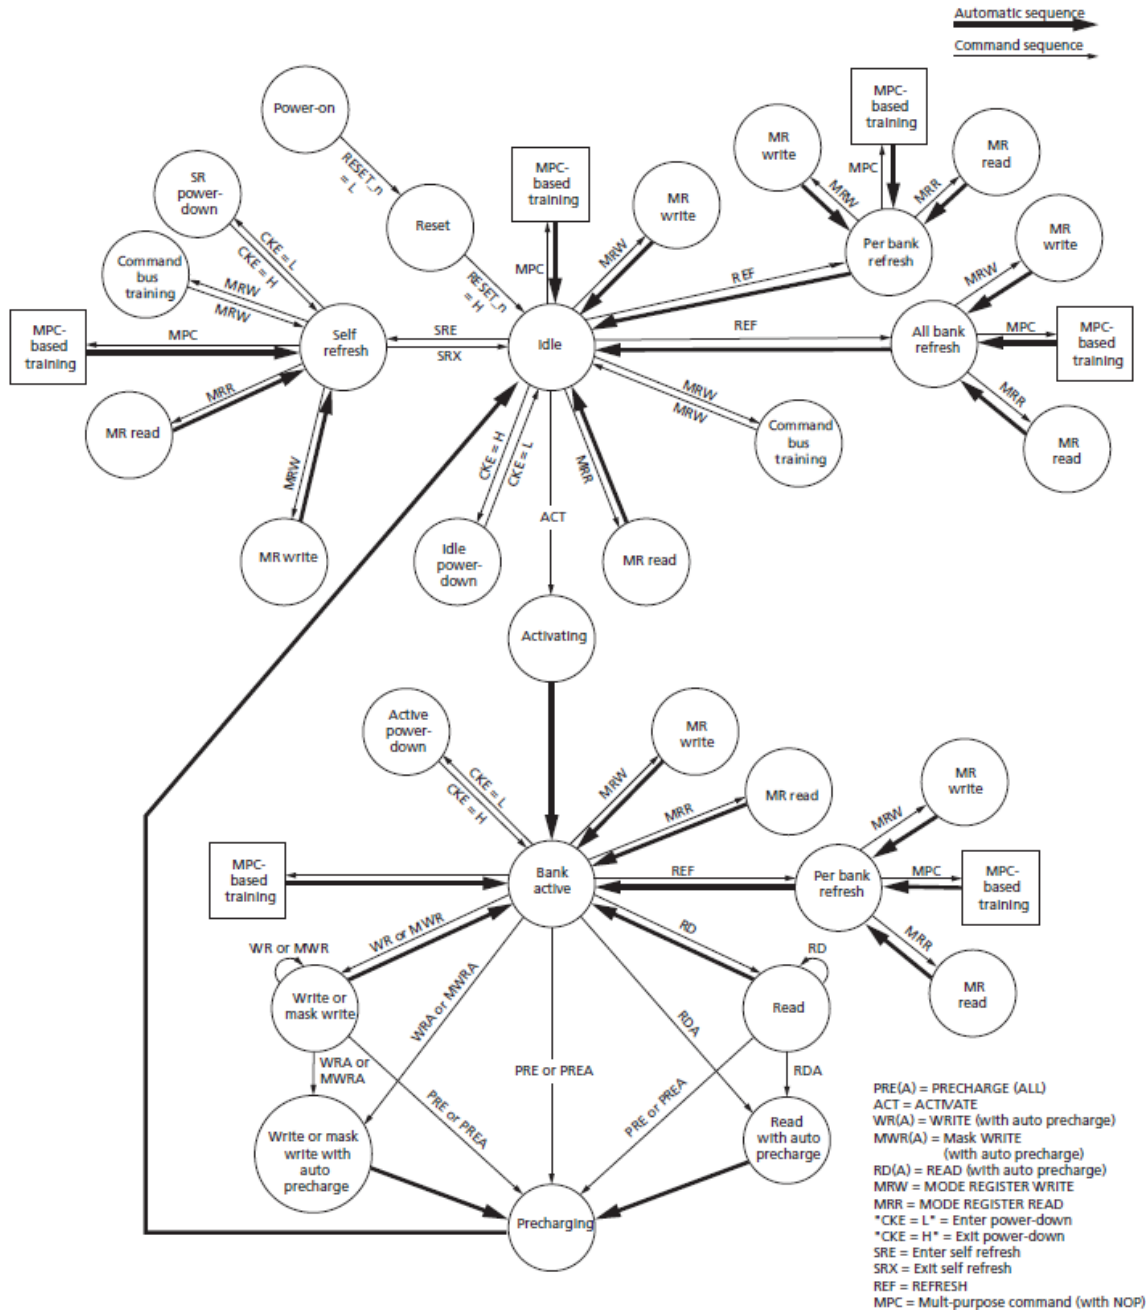 Automatic sequence
Command sequence
Power-on
RESET_n
= L
Reset
RESET_n
= H
SR
power-
down
CKE = L
CKE = H
Command
bus
training
MRW
MRW
MPC-
based
training
MPC
Self
refresh
MRR
MR read
MRW
MR write
SRE
SRX
Idle
MPC-
based
training
MPC
MR
write
MRW
REF
MR
write
MRW
MPC-
based
training
MPC
MR
read
MRR
Per bank
refresh
REF
MR
write
MRW
All bank
refresh
MPC
MPC-
based
training
MRR
MR
read
MRW
MRW
Command
bus
training
CKE = H
CKE = L
Idle
power-
down
ACT
MRR
MR read
Activating
Active
power-
down
CKE = L
CKE = H
MR
write
MRW
MR read
MRR
MR
write
MRW
MPC-
based
training
Bank
active
REF
Per bank
refresh
MPC
MPC-
based
training
MRR
MR
read
WR or MWR
WR or MWR
Write or
mask write
WRA or MWRA
RD
RD
Read
RDA
WRA or
MWRA
PRE or PREA
PRE or PREA
PRE or PREA
RDA
Write or mask
write with
auto
precharge
Read
with auto
precharge
Precharging
PRE(A) = PRECHARGE (ALL)
ACT = ACTIVATE
WR(A) = WRITE (with auto precharge)
MWR(A) = Mask WRITE
(with auto precharge)
RD(A) = READ (with auto precharge)
MRW = MODE REGISTER WRITE
MRR = MODE REGISTER READ
"CKE = L" = Enter power-down
"CKE = H" = Exit power-down
SRE = Enter self refresh
SRX = Exit self refresh
REF = REFRESH
MPC = Mult-purpose command (with NOP)